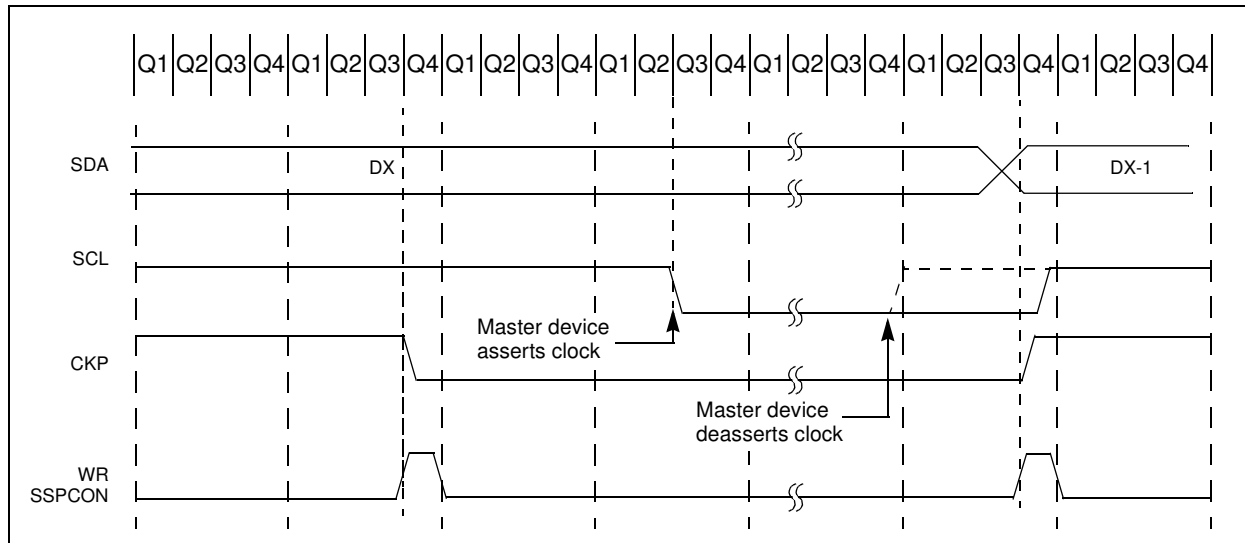 Q1 Q2 Q3 Q4 Q1 Q2 Q3 Q4 Q1 Q2 Q3 Q4 Q1 Q2 Q3 Q4 Q1 Q2 Q3 Q4 Q1 Q2 Q3 Q4 Q1 Q2 Q3 Q4
SDA
DX
DX-1
SCL
Master device
asserts clock
CKP
Master device
deasserts clock
WR
SSPCON